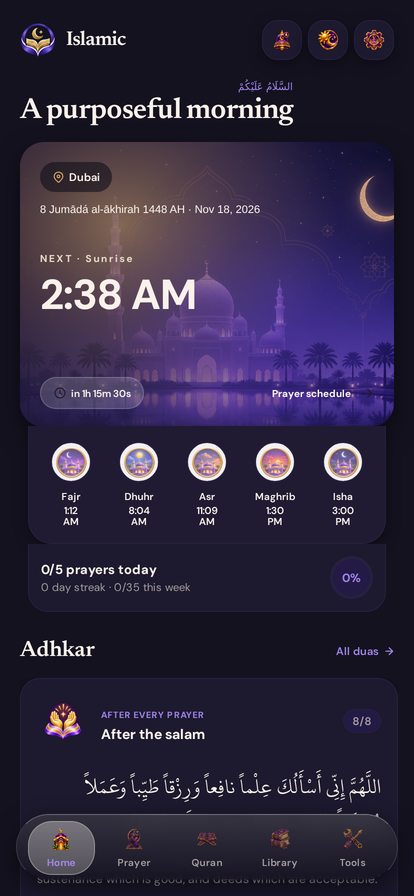 Islamic
السَّلَامُ عَلَيْكُمْ
A purposeful morning
Dubai
8 Jumādá al-ākhirah 1448 AH · Nov 18, 2026
NEXT · Sunrise
2:38 AM
in 1h 15m 30s
Prayer schedule
Fajr
1:12
AM
Dhuhr
8:04
AM
Asr
11:09
AM
Maghrib
1:30
PM
Isha
3:00
PM
0/5 prayers today
0 day streak · 0/35 this week
0%
Adhkar
All duas →
AFTER EVERY PRAYER
After the salam
8/8
اللَّهُمَّ إِنِّي أَسْأَلُكَ عِلْماً نافِعاً وَرِزْقاً طَيِّباً وَعَمَلاً
Home
Prayer
Quran
Library
Tools
sustenance which is good, and deeds which are acceptable.